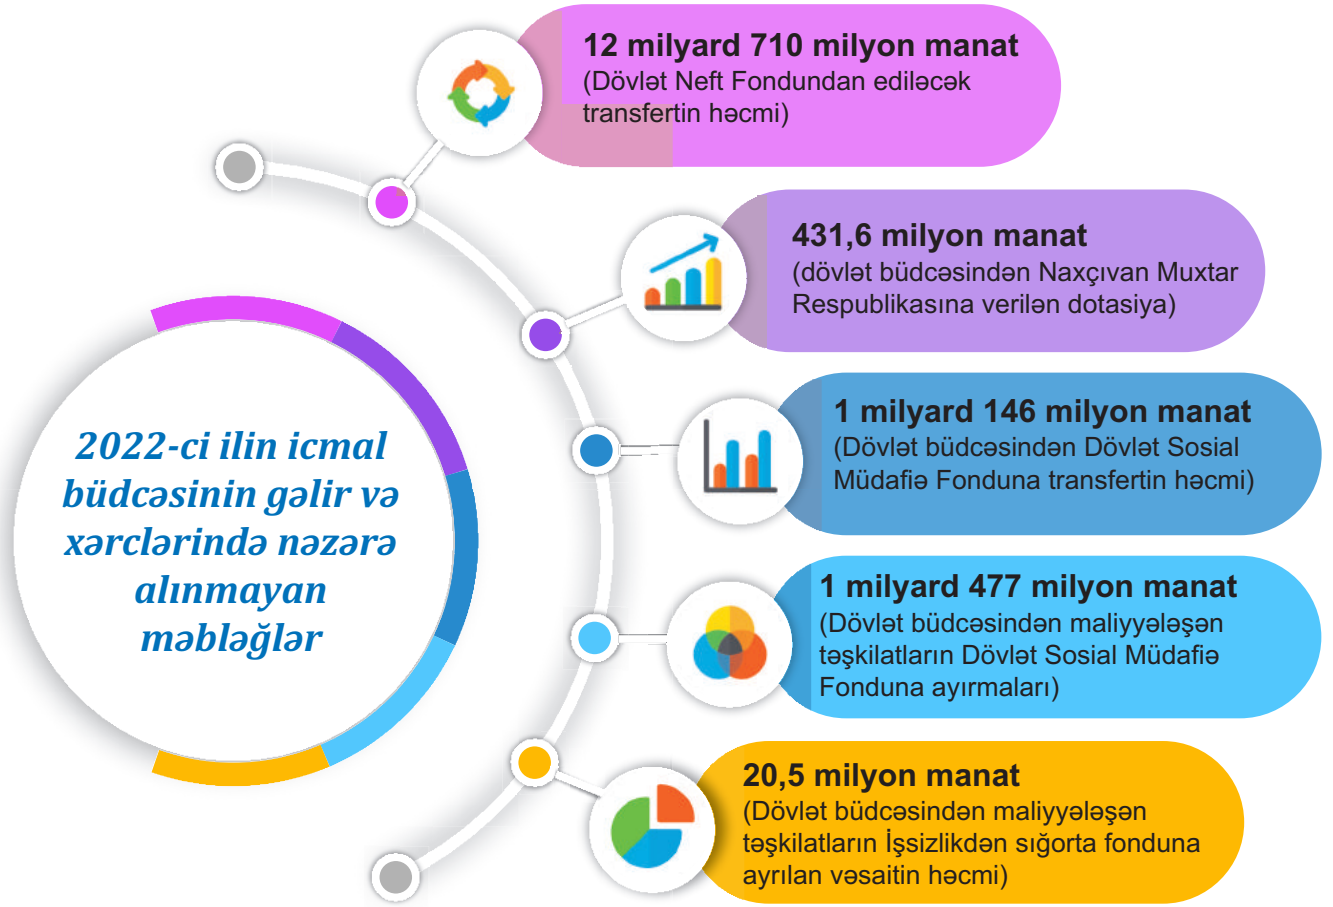 2022-ci ilin icmal
büdcəsinin gəlir və
xərclərində nəzərə
alınmayan
məbləğlər
12 milyard 710 milyon manat
(Dövlət Neft Fondundan ediləcək
transfertin həcmi)
431,6 milyon manat
(dövlət büdcəsindən Naxçıvan Muxtar
Respublikasına verilən dotasiya)
1 milyard 146 milyon manat
(Dövlət büdcəsindən Dövlət Sosial
Müdafiə Fonduna transfertin həcmi)
1 milyard 477 milyon manat
(Dövlət büdcəsindən maliyyələşən
təşkilatların Dövlət Sosial Müdafiə
Fonduna ayırmaları)
20,5 milyon manat
(Dövlət büdcəsindən maliyyələşən
təşkilatların İşsizlikdən sığorta fonduna
ayrılan vəsaitin həcmi)